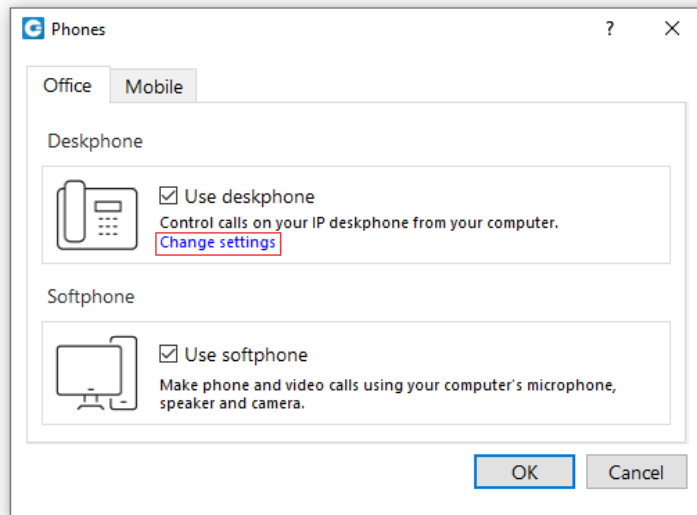 Phones
?
Office
Mobile
Deskphone
Use deskphone
Control calls on your IP deskphone from your computer.
Change settings
Softphone
Use softphone
Make phone and video calls using your computer's microphone,
speaker and camera.
OK
Cancel